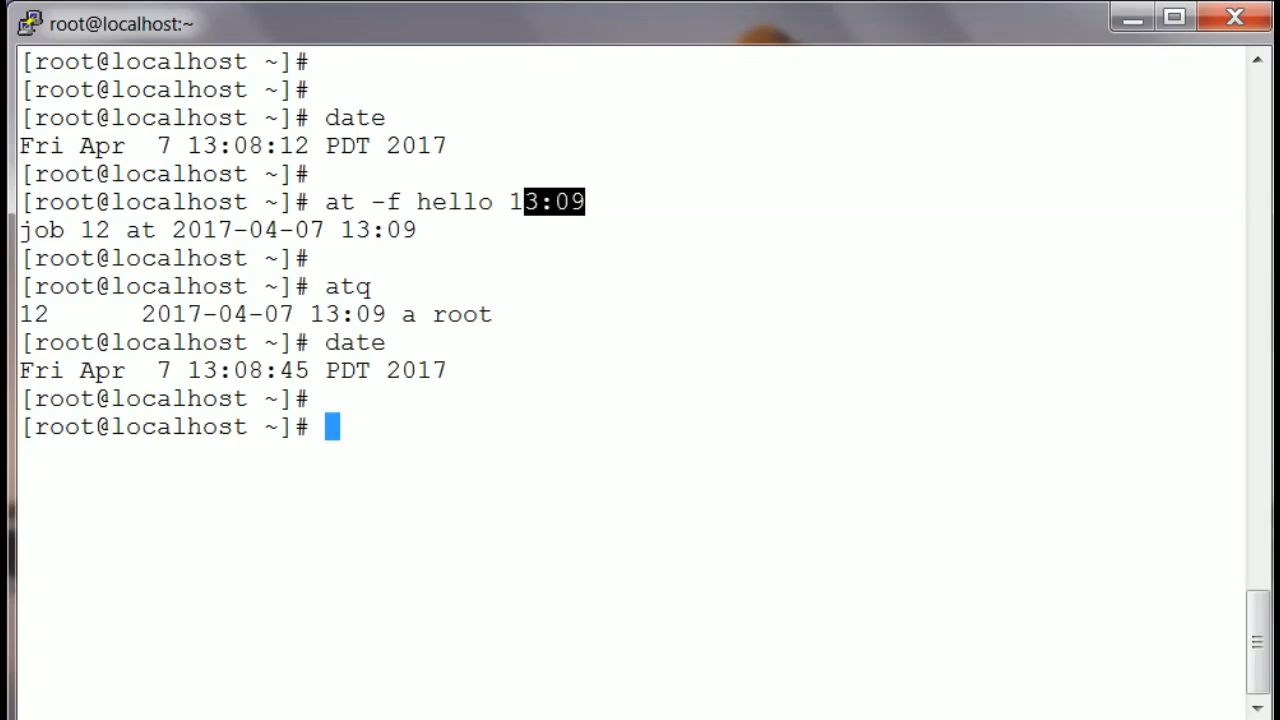 root@localhost:~
[root@localhost ~]#
[root@localhost ~]#
[root@localhost ~]# date
Fri Apr  7 13:08:12 PDT 2017
[root@localhost ~]#
[root@localhost ~]# at -f hello 13:09
job 12 at 2017-04-07 13:09
[root@localhost ~]#
[root@localhost ~]# atq
12      2017-04-07 13:09 a root
[root@localhost ~]# date
Fri Apr  7 13:08:45 PDT 2017
[root@localhost ~]#
[root@localhost ~]#